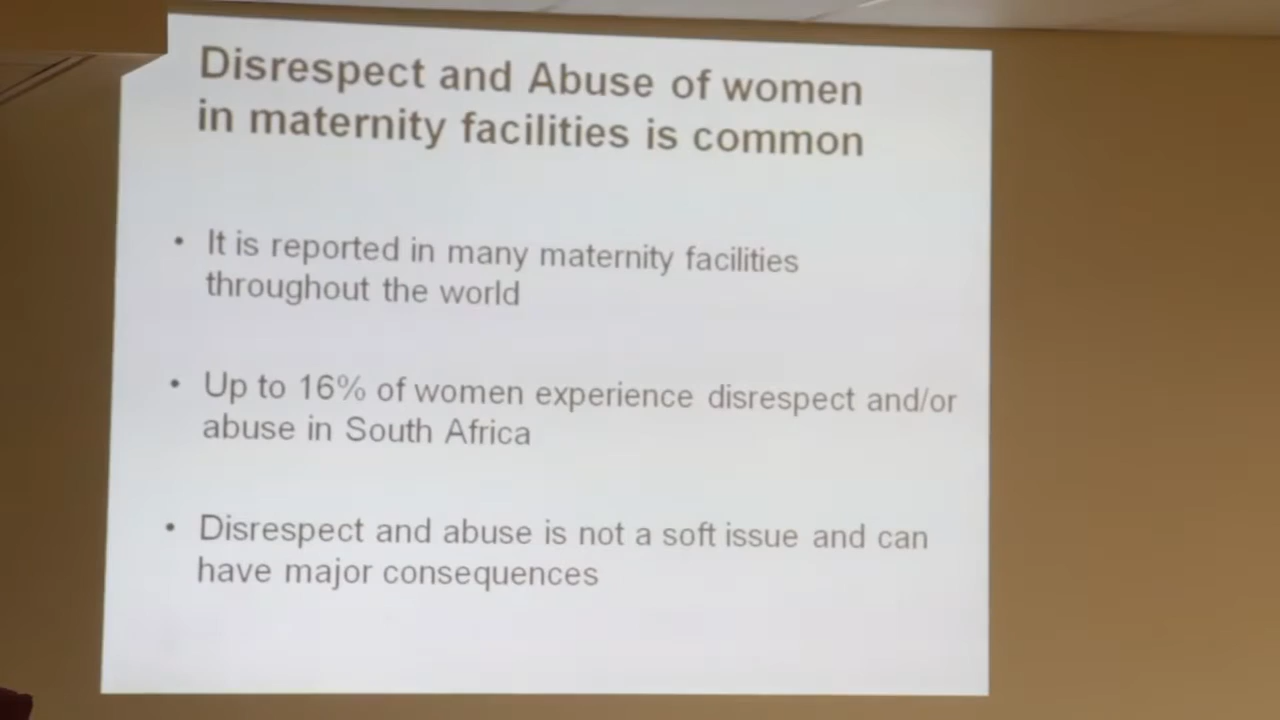 Disrespect and Abuse of women
in maternity facilities is common
• It is reported in many maternity facilities
throughout the world
• Up to 16% of women experience disrespect and/or
abuse in South Africa
• Disrespect and abuse is not a soft issue and can
have major consequences